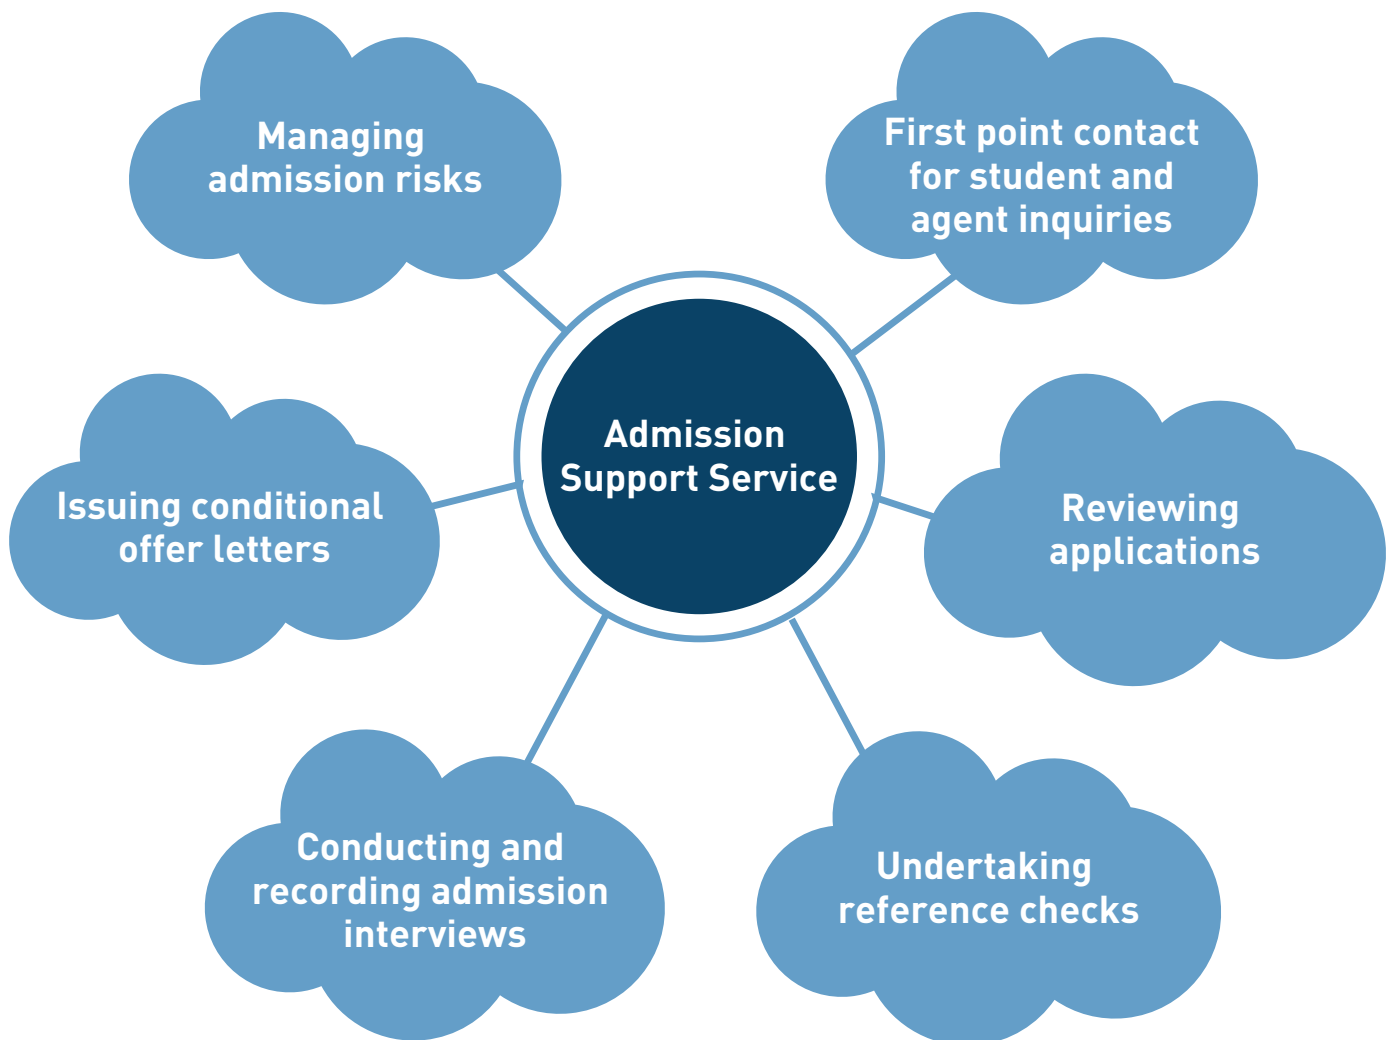 Managing
admission risks
First point contact
for student and
agent inquiries
Admission
Support Service
Issuing conditional
offer letters
Reviewing
applications
Conducting and
recording admission
interviews
Undertaking
reference checks